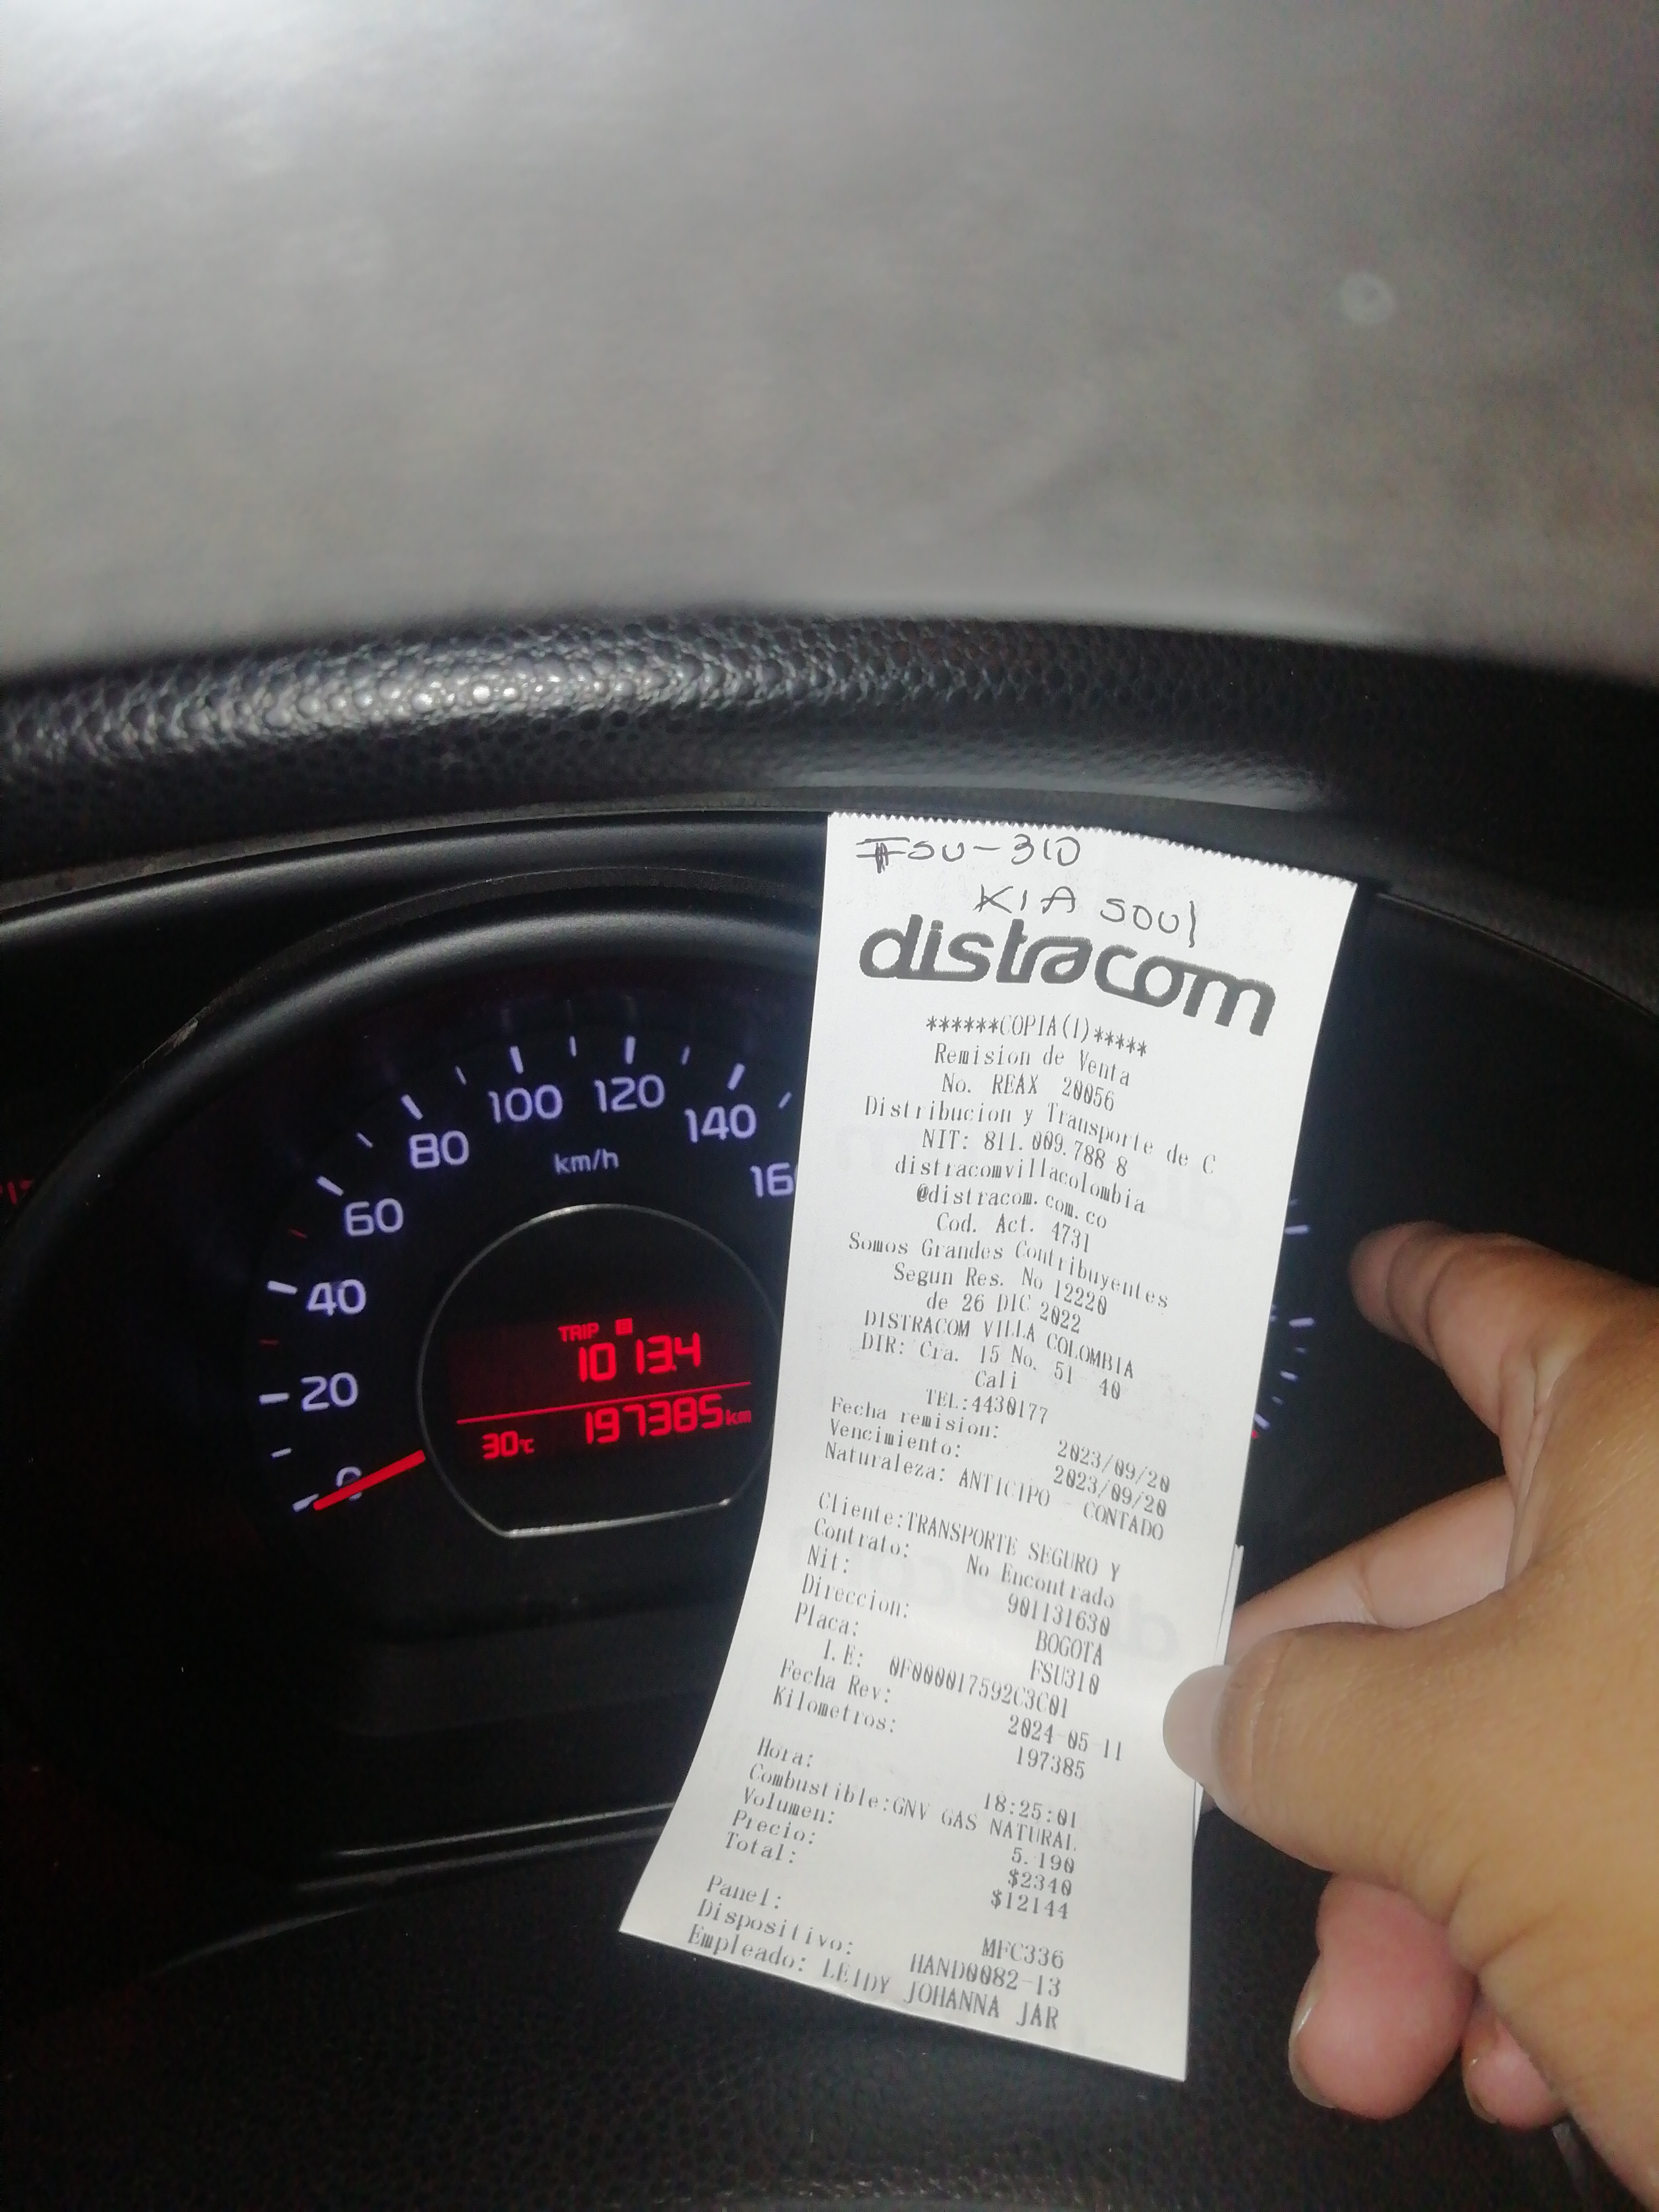 FSU-310
KIA SOUl
distracom
******COPIA(1)*****
Remision de Venta
No. REAX 20056
Distribucion y Transporte de C
NIT: 811.009.788 8
distracomvillacolombia
@distracom.com.co
Cod. Act. 4731
Somos Grandes Contribuyentes
Segun Res. No 12220
de 26 DIC 2022
DISTRACOM VILLA COLOMBIA
DIR: Cra. 15 No. 51 40
Cali
TEL:4430177
Fecha remision: 2023/09/20
Vencimiento: 2023/09/20
Naturaleza: ANTICIPO - CONTADO
Cliente:TRANSPORTE SEGURO Y
Contrato: No Encontrado
Nit: 901131630
Direccion: BOGOTA
Placa: FSU310
I.E: 0F000017592C3C01
Fecha Rev: 2024-05-11
Kilometros: 197385
Hora: 18:25:01
Combustible:GNV GAS NATURAL
Volumen: 5.190
Precio: $2340
Total: $12144
Panel: MFC336
Dispositivo: HAND0082-13
Empleado: LEIDY JOHANNA JAR
0
20
40
60
80
100
120
140
km/h
TRIP B
1013.4
30°C 197385km